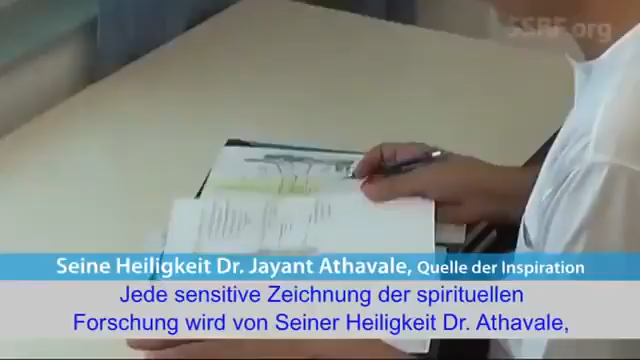 SSRF.org
Seine Heiligkeit Dr. Jayant Athavale, Quelle der Inspiration
Jede sensitive Zeichnung der spirituellen
Forschung wird von Seiner Heiligkeit Dr. Athavale,